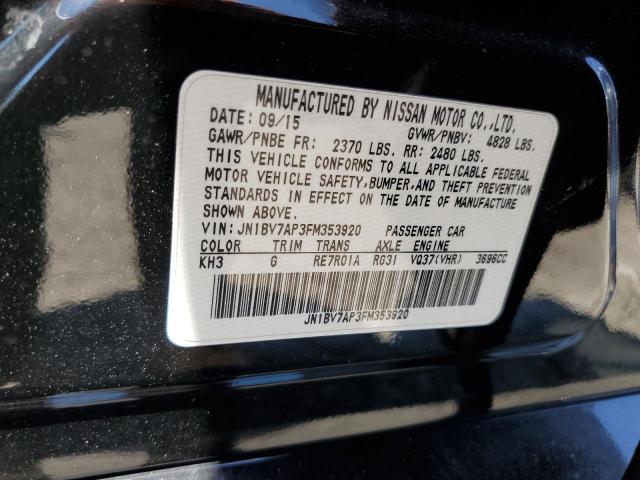 MANUFACTURED BY NISSAN MOTOR CO.,LTD.
DATE: 09/15 GVWR/PNBV: 4828 LBS.
GAWR/PNBE FR: 2370 LBS. RR: 2480 LBS.
THIS VEHICLE CONFORMS TO ALL APPLICABLE FEDERAL
MOTOR VEHICLE SAFETY, BUMPER, AND THEFT PREVENTION
STANDARDS IN EFFECT ON THE DATE OF MANUFACTURE
SHOWN ABOVE.
VIN: JN1BV7AP3FM353920 PASSENGER CAR
COLOR TRIM TRANS AXLE ENGINE
KH3 G RE7R01A RG31 VQ37(VHR) 3696CC
JN1BV7AP3FM353920